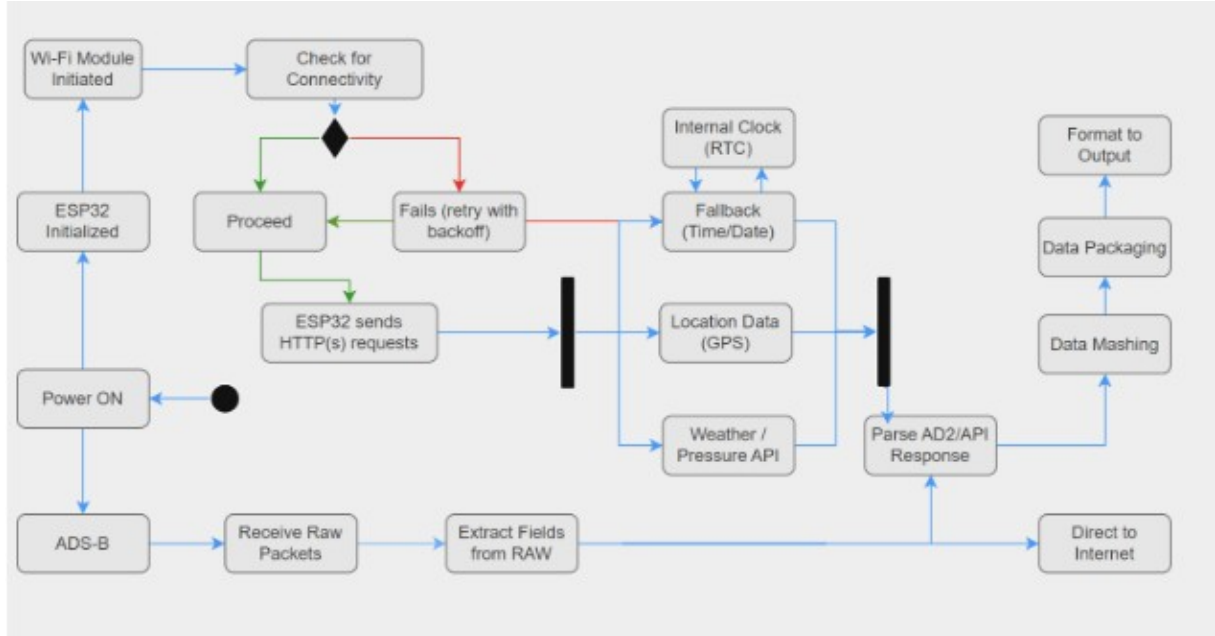 Wi-Fi Module
Initiated
Check for
Connectivity
Internal Clock
(RTC)
Format to
Output
ESP32
Initialized
Proceed
Fails (retry with
backoff)
Fallback
(Time/Date)
Data Packaging
ESP32 sends
HTTP(s) requests
Location Data
(GPS)
Data Mashing
Power ON
Weather /
Pressure API
Parse AD2/API
Response
ADS-B
Receive Raw
Packets
Extract Fields
from RAW
Direct to
Internet